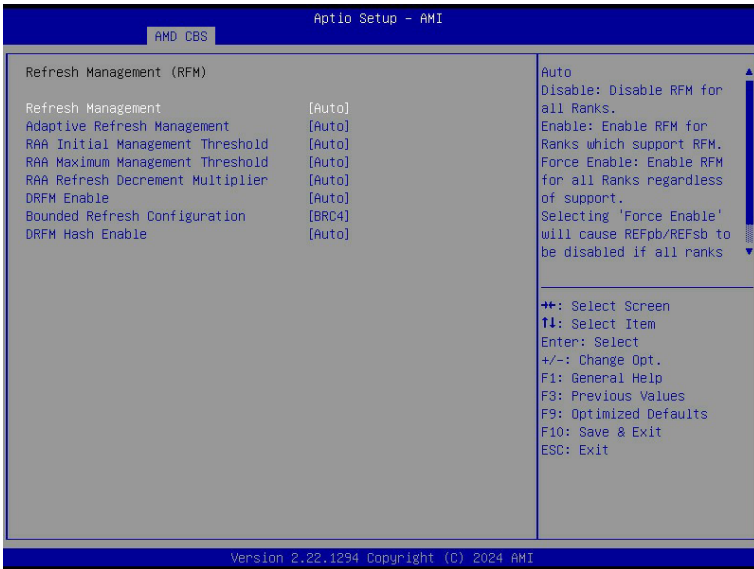 Aptio Setup - AMI
AMD CBS
Refresh Management (RFM)
Refresh Management [Auto]
Adaptive Refresh Management [Auto]
RAA Initial Management Threshold [Auto]
RAA Maximum Management Threshold [Auto]
RAA Refresh Decrement Multiplier [Auto]
DRFM Enable [Auto]
Bounded Refresh Configuration [BRC4]
DRFM Hash Enable [Auto]
Auto
Disable: Disable RFM for
all Ranks.
Enable: Enable RFM for
Ranks which support RFM.
Force Enable: Enable RFM
for all Ranks regardless
of support.
Selecting 'Force Enable'
will cause REFpb/REFsb to
be disabled if all ranks
→←: Select Screen
↑↓: Select Item
Enter: Select
+/-: Change Opt.
F1: General Help
F3: Previous Values
F9: Optimized Defaults
F10: Save & Exit
ESC: Exit
Version 2.22.1294 Copyright (C) 2024 AMI